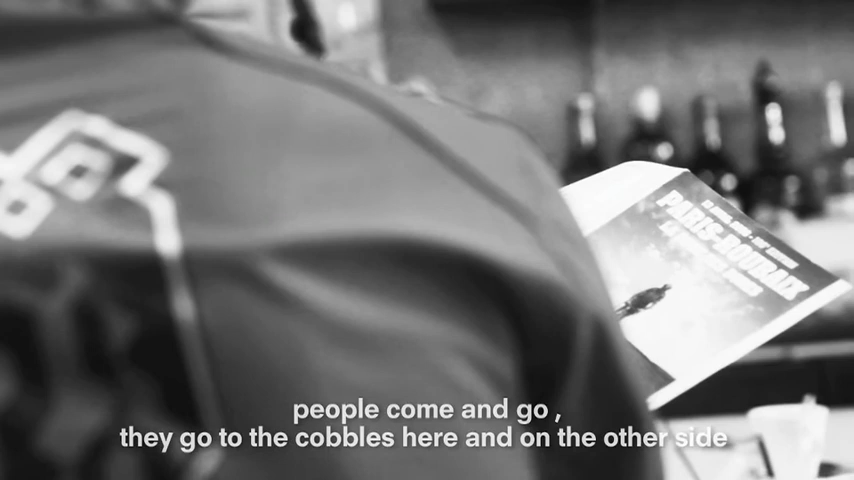 PARIS-ROUBAIX
people come and go ,
they go to the cobbles here and on the other side